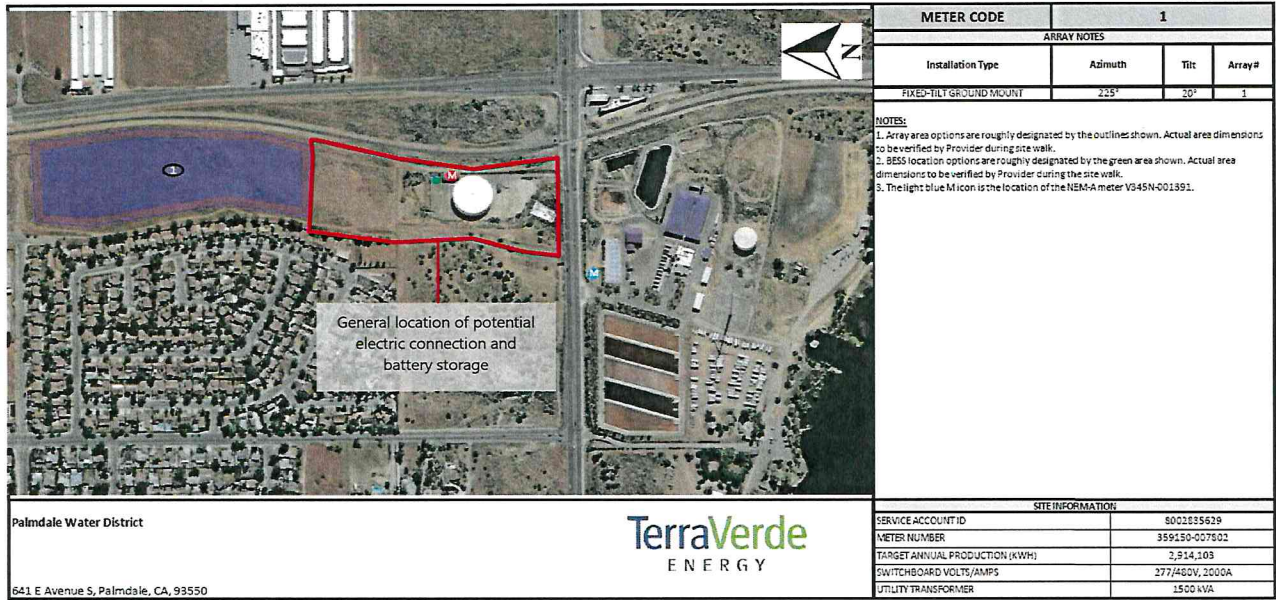 METER CODE 1
ARRAY NOTES
Installation Type Azimuth Tilt Array#
FIXED-TILT GROUND MOUNT 225° 20° 1
NOTES:
1. Array area options are roughly designated by the outlines shown. Actual area dimensions
to be verified by Provider during site walk.
2. BESS location options are roughly designated by the green area shown. Actual area
dimensions to be verified by Provider during the site walk.
3. The light blue M icon is the location of the NEM-A meter V345N-001391.
N
1
M
M
General location of potential
electric connection and
battery storage
Palmdale Water District
641 E Avenue S, Palmdale, CA, 93550
TerraVerde
ENERGY
SITE INFORMATION
SERVICE ACCOUNT ID 8002835629
METER NUMBER 359150-007802
TARGET ANNUAL PRODUCTION (KWH) 2,914,103
SWITCHBOARD VOLTS/AMPS 277/480V, 2000A
UTILITY TRANSFORMER 1500 kVA